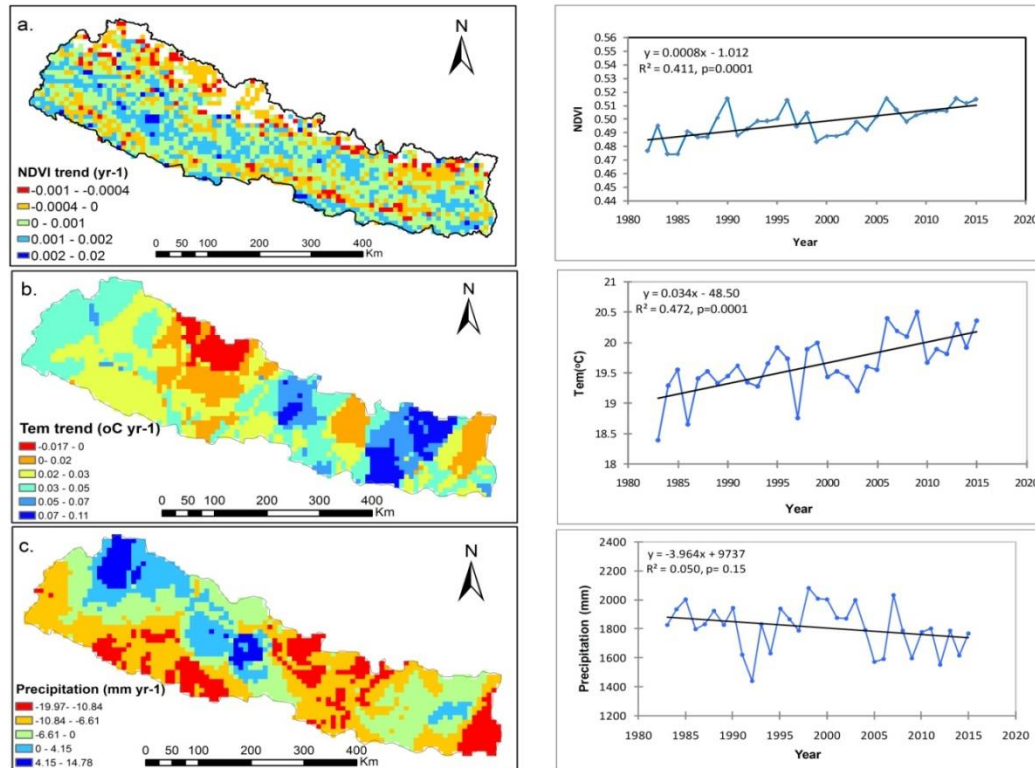 a.
N
NDVI trend (yr-1)
-0.001 - -0.0004
-0.0004 - 0
0 - 0.001
0.001 - 0.002
0.002 - 0.02
0 50 100 200 300 400
Km
y = 0.0008x - 1.012
R² = 0.411, p=0.0001
NDVI
0.56
0.55
0.54
0.53
0.52
0.51
0.50
0.49
0.48
0.47
0.46
0.45
0.44
1980 1985 1990 1995 2000 2005 2010 2015 2020
Year
b.
N
Tem trend (oC yr-1)
-0.017 - 0
0- 0.02
0.02 - 0.03
0.03 - 0.05
0.05 - 0.07
0.07 - 0.11
0 50 100 200 300 400
Km
y = 0.034x - 48.50
R² = 0.472, p=0.0001
Tem(oC)
21
20.5
20
19.5
19
18.5
18
1980 1985 1990 1995 2000 2005 2010 2015 2020
Year
c.
N
Precipitation (mm yr-1)
-19.97- -10.84
-10.84 - -6.61
-6.61 - 0
0 - 4.15
4.15 - 14.78
0 50 100 200 300 400
Km
y = -3.964x + 9737
R² = 0.050, p= 0.15
Precipitation (mm)
2400
2200
2000
1800
1600
1400
1200
1980 1985 1990 1995 2000 2005 2010 2015 2020
Year